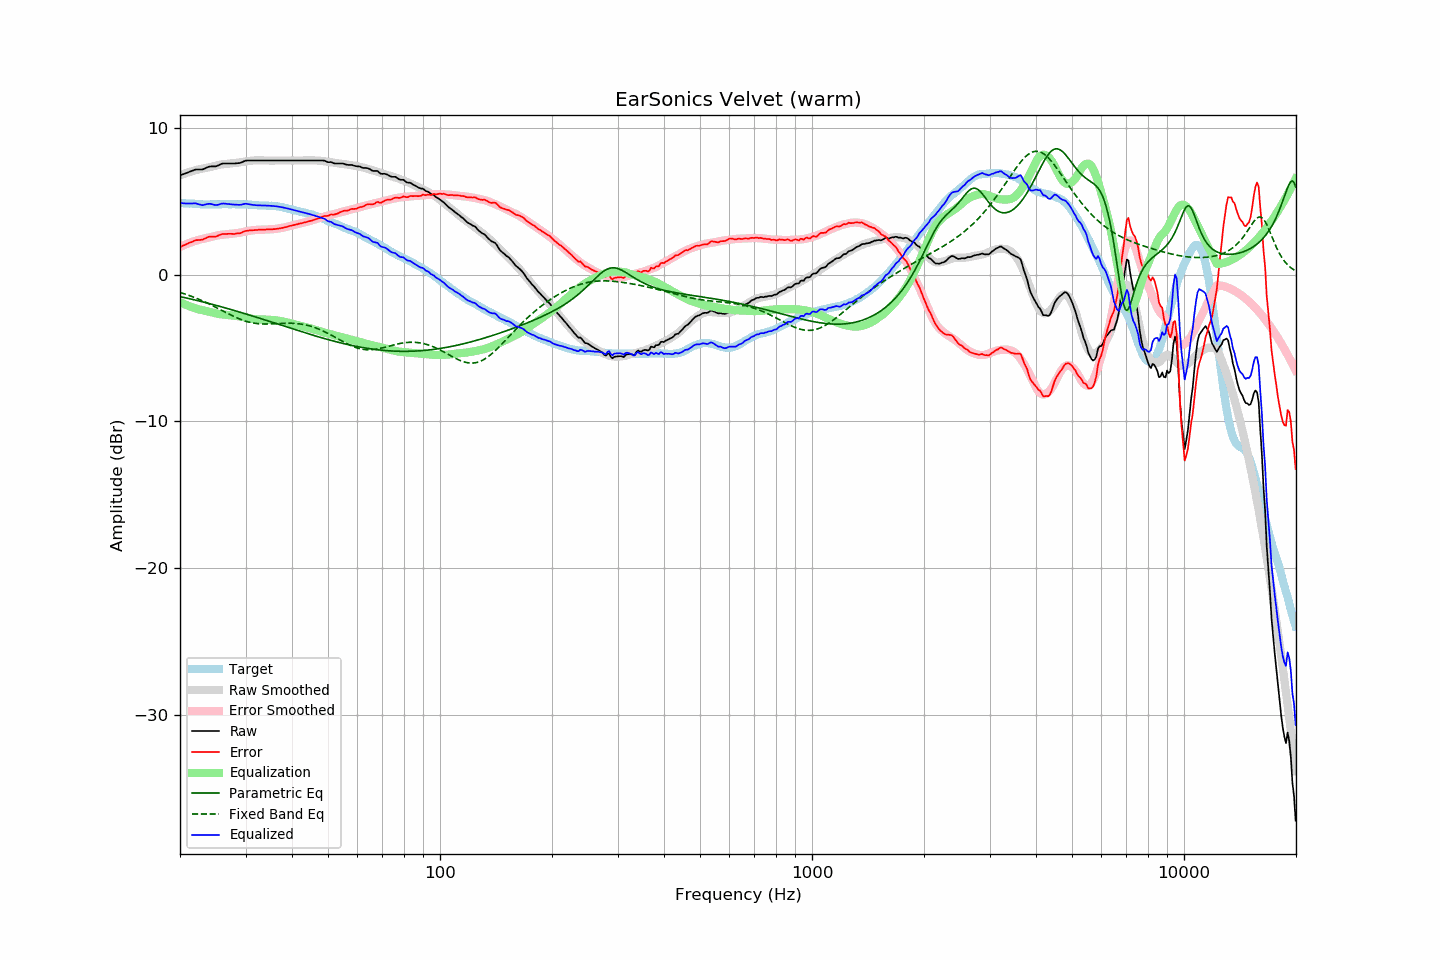 EarSonics Velvet (warm)
10
0
−10
−20
−30
Amplitude (dBr)
Target
Raw Smoothed
Error Smoothed
Raw
Error
Equalization
Parametric Eq
Fixed Band Eq
Equalized
100
1000
10000
Frequency (Hz)